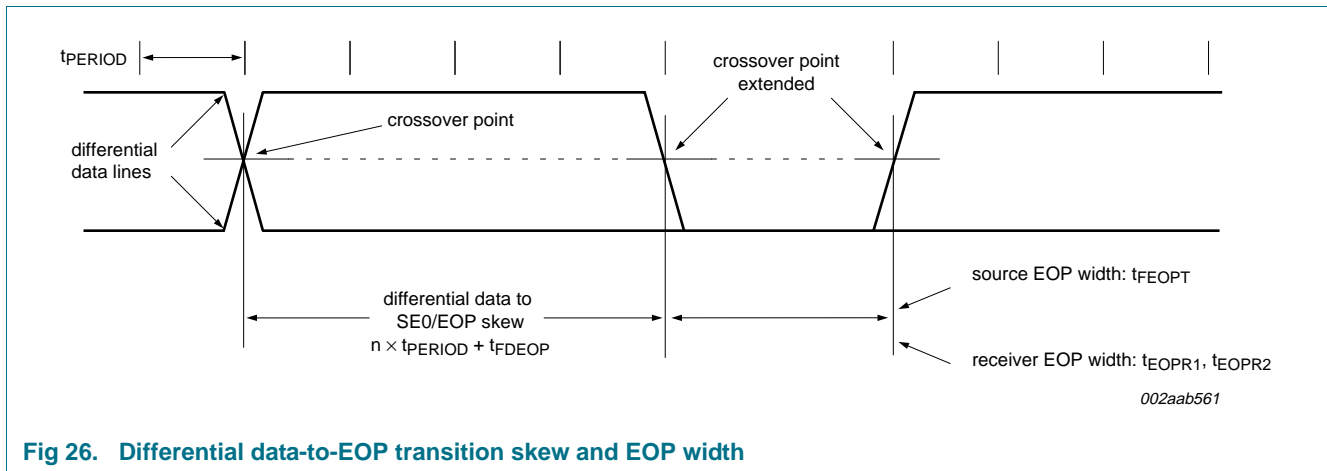 tPERIOD
crossover point
extended
crossover point
differential
data lines
differential data to
SE0/EOP skew
n × tPERIOD + tFDEOP
source EOP width: tFEOPT
receiver EOP width: tEOPR1, tEOPR2
002aab561
Fig 26. Differential data-to-EOP transition skew and EOP width